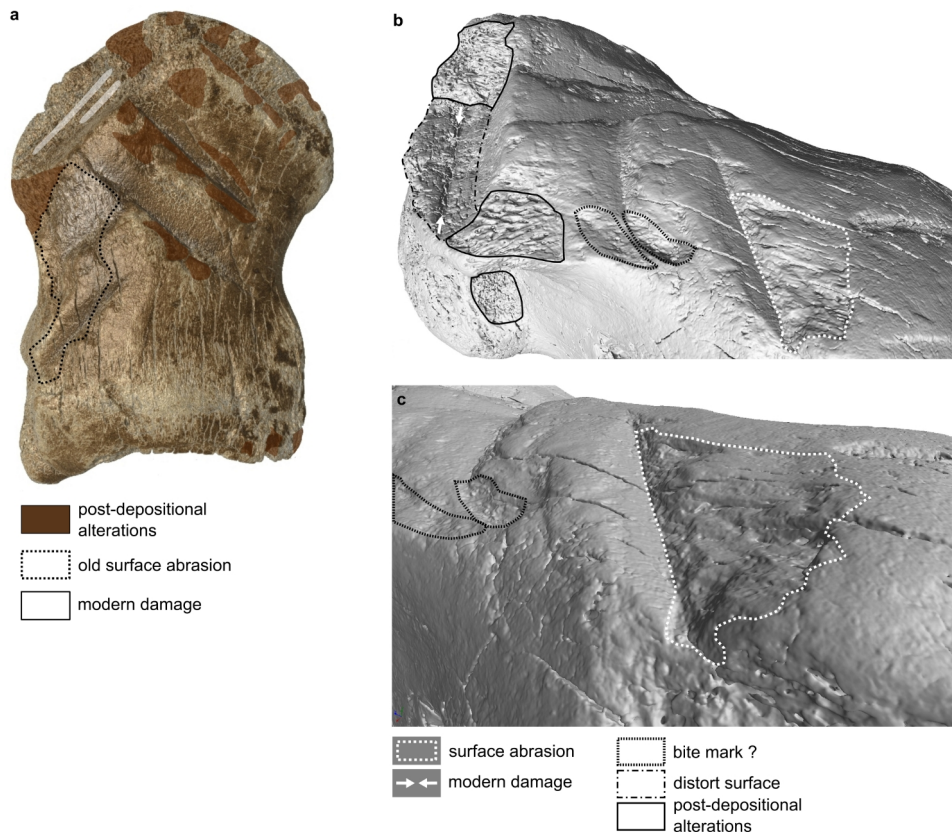 a
b
post-depositional
alterations
old surface abrasion
modern damage
c
surface abrasion
modern damage
bite mark ?
distort surface
post-depositional
alterations